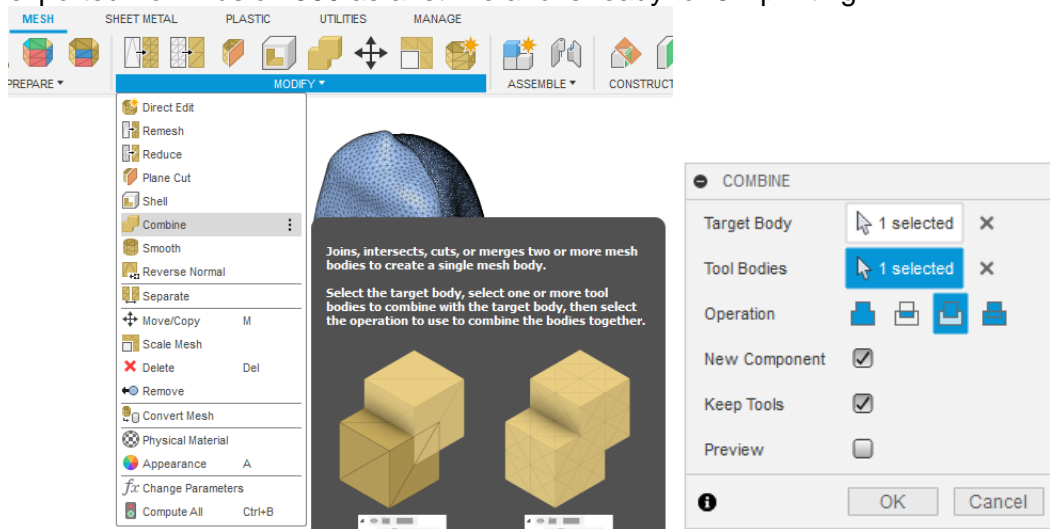 MESH SHEET METAL PLASTIC UTILITIES MANAGE
PREPARE MODIFY ASSEMBLE CONSTRUCT
Direct Edit
Remesh
Reduce
Plane Cut
Shell
Combine
Smooth
Reverse Normal
Separate
Move/Copy M
Scale Mesh
Delete Del
Remove
Convert Mesh
Physical Material
Appearance A
fx Change Parameters
Compute All Ctrl+B
Joins, intersects, cuts, or merges two or more mesh
bodies to create a single mesh body.
Select the target body, select one or more tool
bodies to combine with the target body, then select
the operation to use to combine the bodies together.
COMBINE
Target Body 1 selected
Tool Bodies 1 selected
Operation
New Component
Keep Tools
Preview
OK Cancel